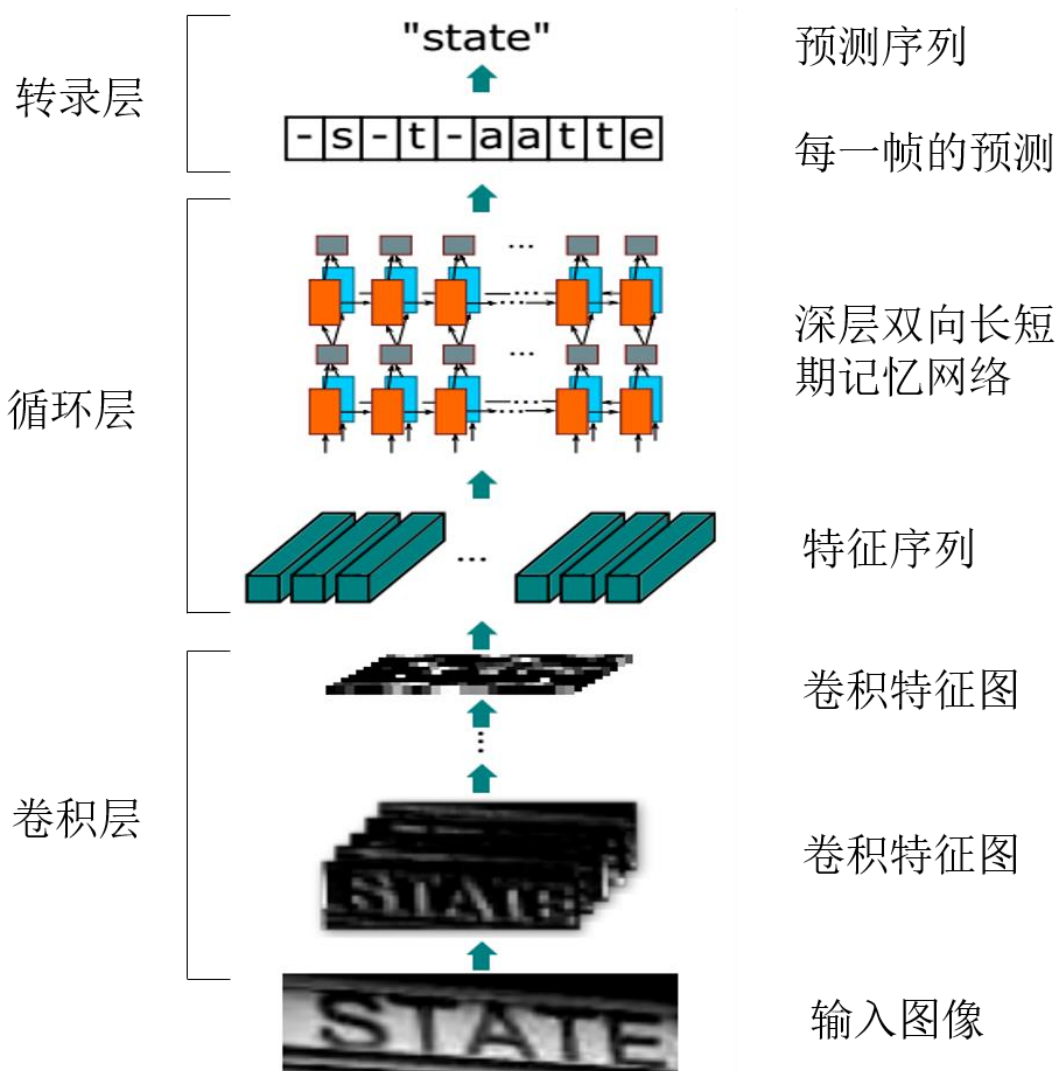 "state"
预测序列
转录层
-s-t-aatte
每一帧的预测
...
深层双向长短
期记忆网络
循环层
...
特征序列
...
卷积特征图
卷积层
STATE
卷积特征图
STATE
输入图像